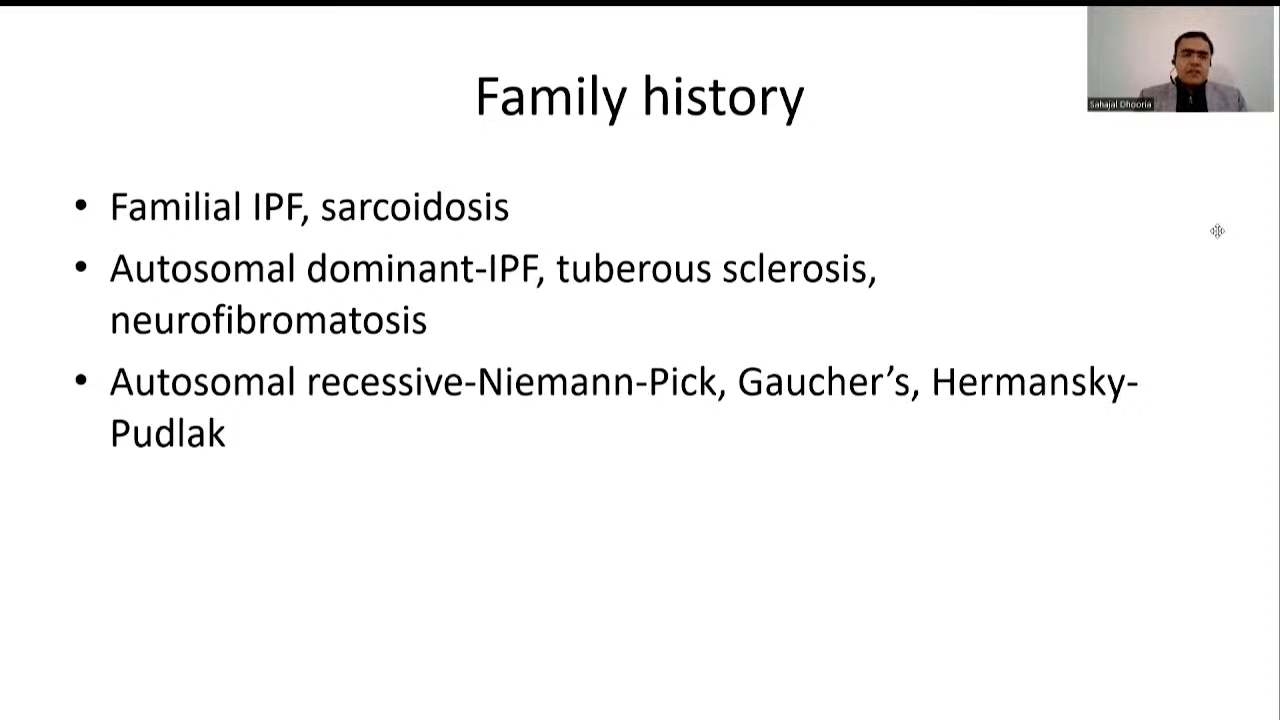 Family history
Sahajal Dhooria
• Familial IPF, sarcoidosis
• Autosomal dominant-IPF, tuberous sclerosis,
neurofibromatosis
• Autosomal recessive-Niemann-Pick, Gaucher’s, Hermansky-
Pudlak